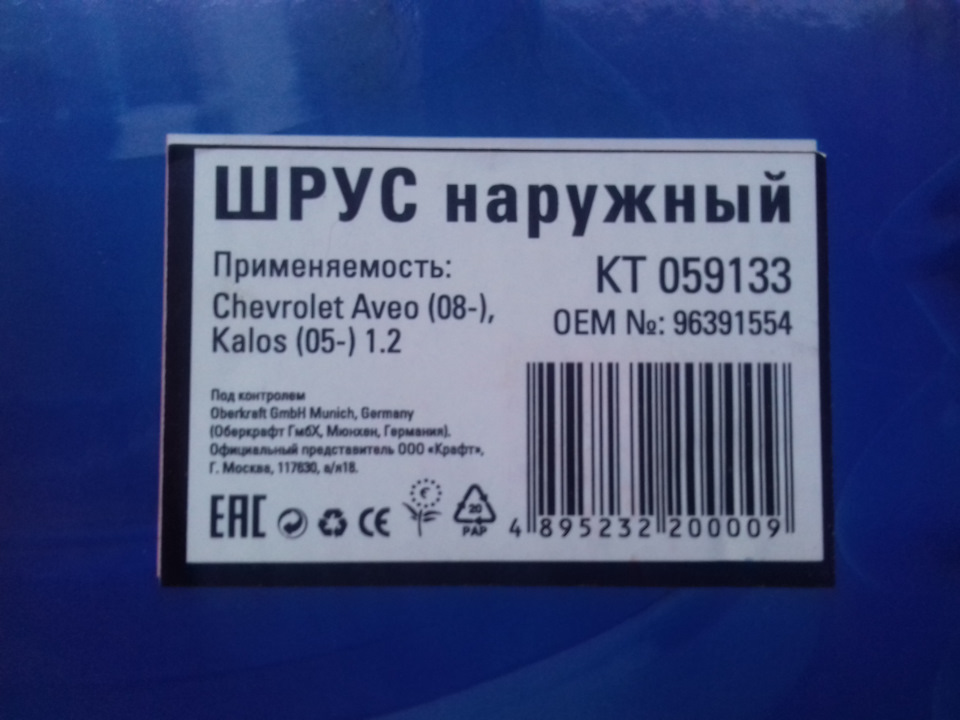 ШРУС наружный
Применяемость:
Chevrolet Aveo (08-),
Kalos (05-) 1.2
КТ 059133
OEM №: 96391554
Под контролем
Oberkraft GmbH Munich, Germany
(Оберкрафт ГмбХ, Мюнхен, Германия).
Официальный представитель ООО «Крафт»,
Г. Москва, 117630, а/я18.
EAC CE € 20 PAP
4 895232 200009